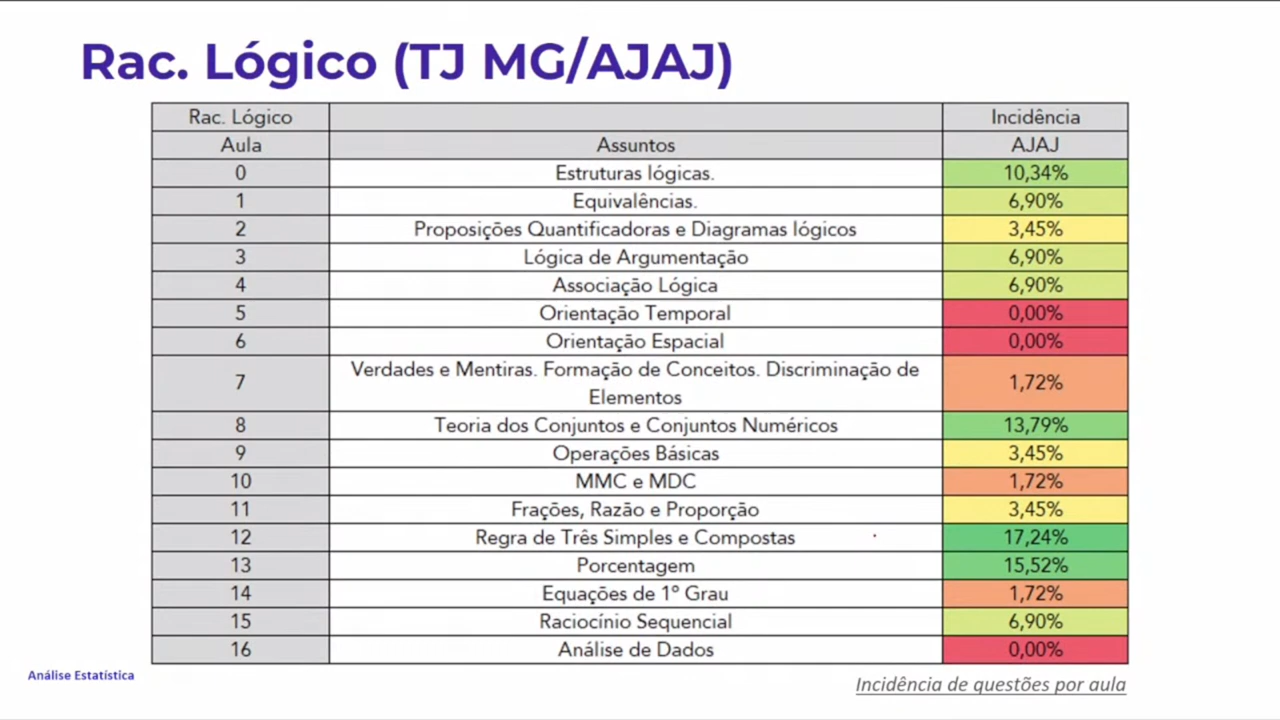 Rac. Lógico (TJ MG/AJAJ)
Rac. Lógico Incidência
Aula Assuntos AJAJ
0 Estruturas lógicas. 10,34%
1 Equivalências. 6,90%
2 Proposições Quantificadoras e Diagramas lógicos 3,45%
3 Lógica de Argumentação 6,90%
4 Associação Lógica 6,90%
5 Orientação Temporal 0,00%
6 Orientação Espacial 0,00%
7 Verdades e Mentiras. Formação de Conceitos. Discriminação de
Elementos 1,72%
8 Teoria dos Conjuntos e Conjuntos Numéricos 13,79%
9 Operações Básicas 3,45%
10 MMC e MDC 1,72%
11 Frações, Razão e Proporção 3,45%
12 Regra de Três Simples e Compostas 17,24%
13 Porcentagem 15,52%
14 Equações de 1º Grau 1,72%
15 Raciocínio Sequencial 6,90%
16 Análise de Dados 0,00%
Análise Estatística
Incidência de questões por aula